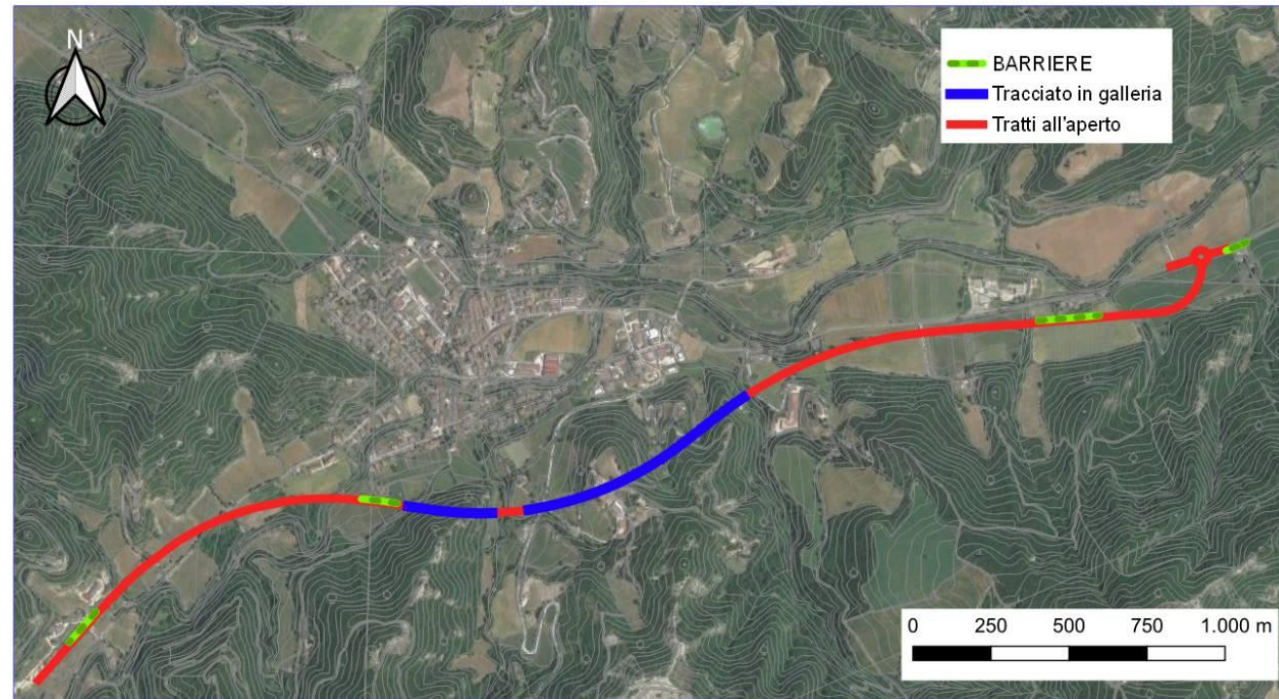 N
BARRIERE
Tracciato in galleria
Tratti all'aperto
0 250 500 750 1.000 m